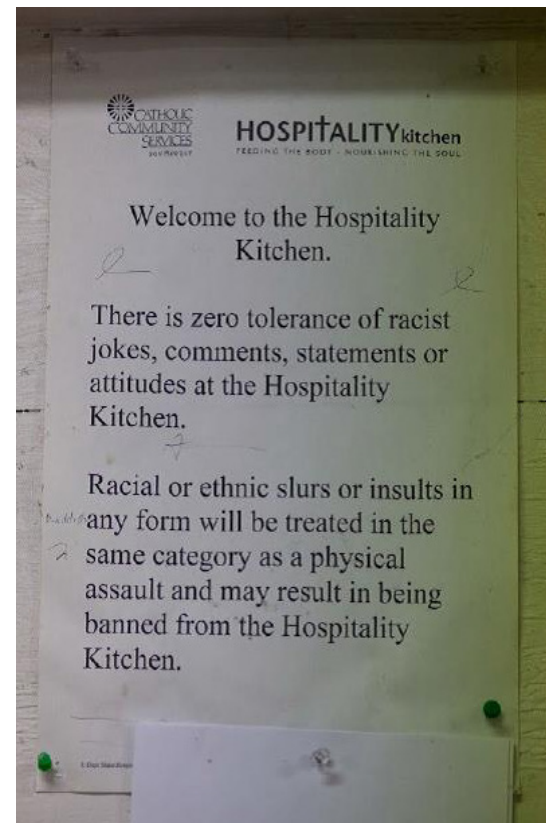 CATHOLIC
COMMUNITY
SERVICES
HOSPITALITY kitchen
FEEDING THE BODY - NOURISHING THE SOUL
Welcome to the Hospitality
Kitchen.
There is zero tolerance of racist
jokes, comments, statements or
attitudes at the Hospitality
Kitchen.
Racial or ethnic slurs or insults in
any form will be treated in the
same category as a physical
assault and may result in being
banned from the Hospitality
Kitchen.